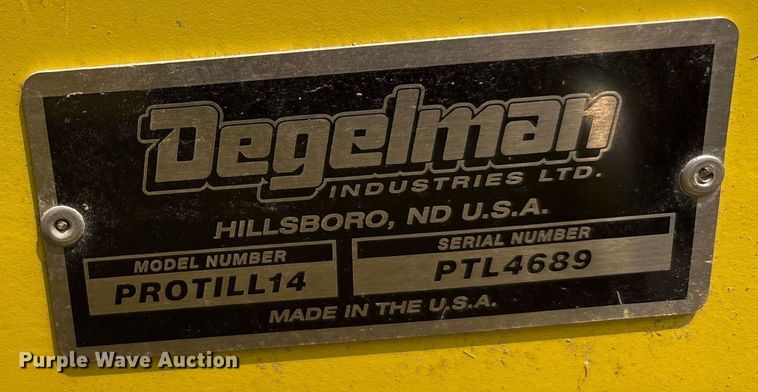 Degelman
INDUSTRIES LTD.
HILLSBORO, ND U.S.A.
MODEL NUMBER
PROTILL14
SERIAL NUMBER
PTL4689
MADE IN THE U.S.A.
Purple Wave Auction